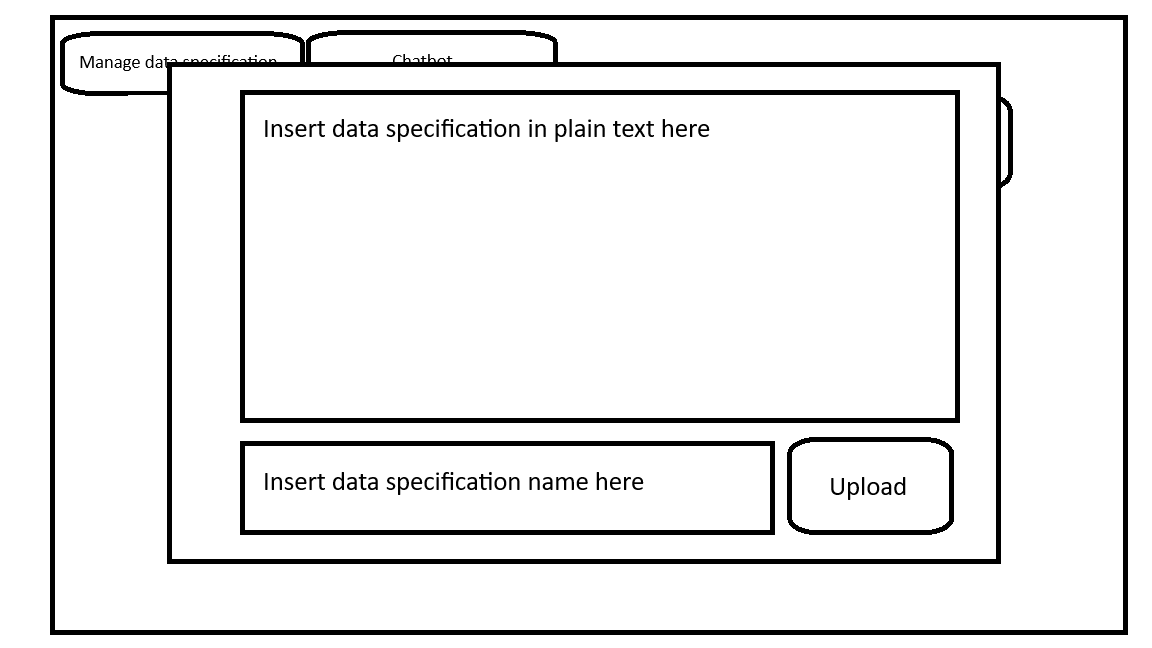 Manage data specification
Chatbot
Insert data specification in plain text here
Insert data specification name here
Upload